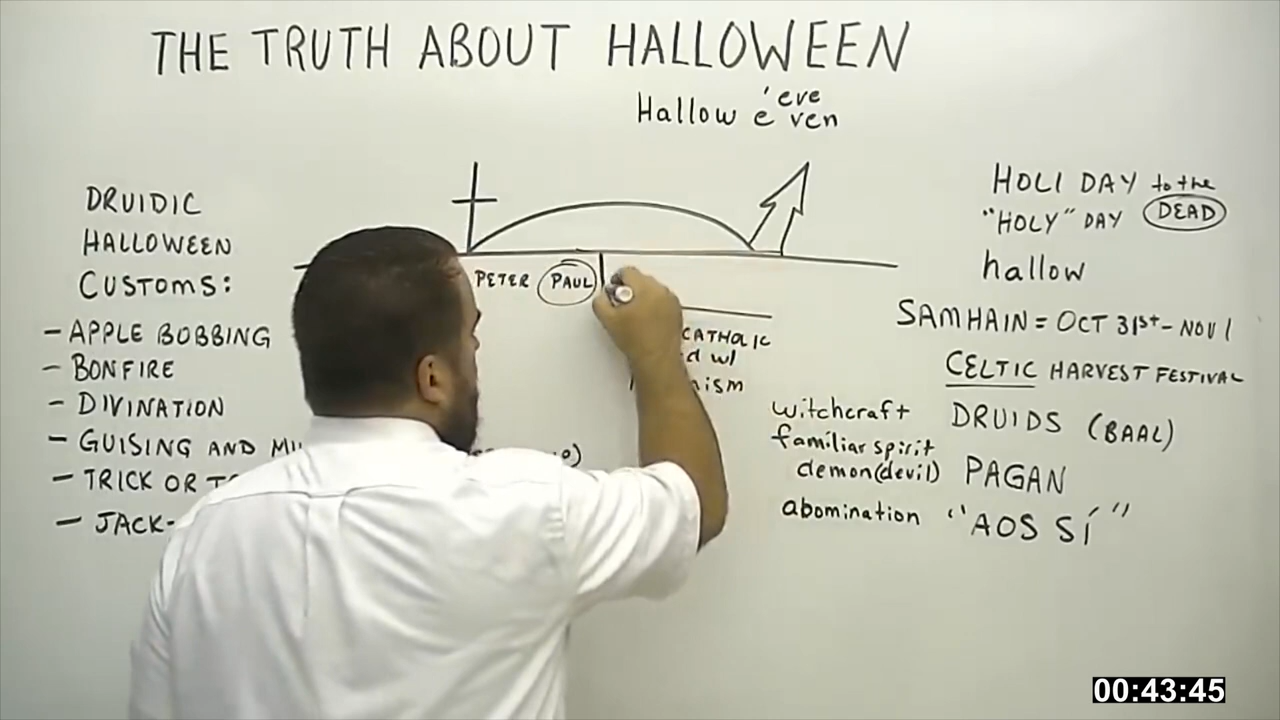 THE TRUTH ABOUT HALLOWEEN
'eve
Hallow even
DRUIDIC
HALLOWEEN
CUSTOMS:
- APPLE BOBBING
- BONFIRE
- DIVINATION
- GUISING AND
- TRICK OR
- JACK-
PETER PAUL
CATHOLIC
w/
HOLI DAY to the
"HOLY" DAY DEAD
hallow
SAMHAIN = OCT 31st - NOV 1
CELTIC HARVEST FESTIVAL
witchcraft
familiar spirit
demon(devil)
abomination
DRUIDS (BAAL)
PAGAN
"AOS SÍ"
00:43:45